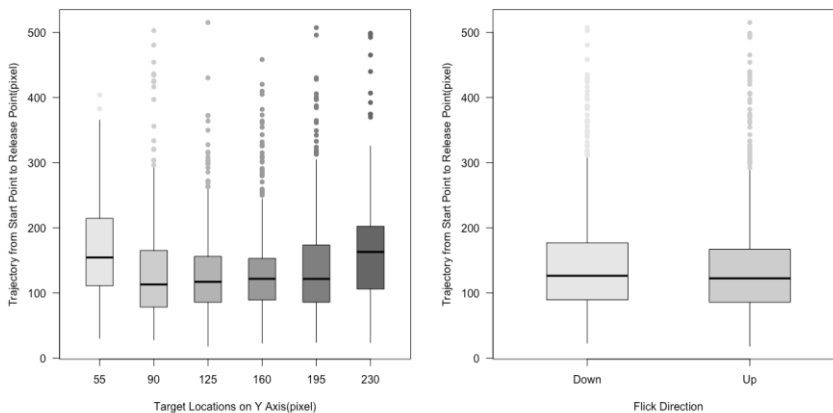 Trajectory from Start Point to Release Point(pixel)
500
400
300
200
100
0
55 90 125 160 195 230
Target Locations on Y Axis(pixel)
Trajectory from Start Point to Release Point(pixel)
500
400
300
200
100
0
Down Up
Flick Direction